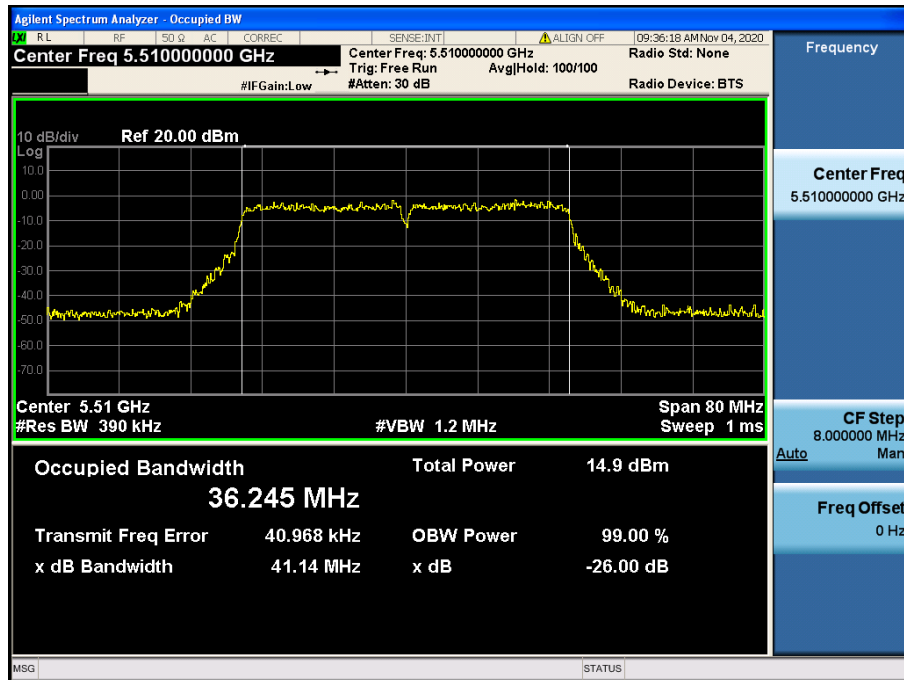 Agilent Spectrum Analyzer - Occupied BW
LXI RL RF 50 Ω AC CORREC SENSE:INT ALIGN OFF 09:36:18 AM Nov 04, 2020
Center Freq 5.510000000 GHz
Center Freq: 5.510000000 GHz Radio Std: None
Trig: Free Run Avg|Hold: 100/100
#IFGain:Low #Atten: 30 dB Radio Device: BTS
10 dB/div Ref 20.00 dBm
Log
10.0
0.00
-10.0
-20.0
-30.0
-40.0
-50.0
-60.0
-70.0
Center 5.51 GHz Span 80 MHz
#Res BW 390 kHz #VBW 1.2 MHz Sweep 1 ms
Occupied Bandwidth Total Power 14.9 dBm
36.245 MHz
Transmit Freq Error 40.968 kHz OBW Power 99.00 %
x dB Bandwidth 41.14 MHz x dB -26.00 dB
MSG STATUS
Frequency
Center Freq
5.510000000 GHz
CF Step
8.000000 MHz
Auto Man
Freq Offset
0 Hz